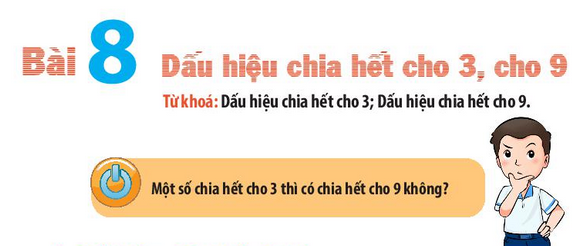 Bài 8 Dấu hiệu chia hết cho 3, cho 9
Từ khoá: Dấu hiệu chia hết cho 3; Dấu hiệu chia hết cho 9.
Một số chia hết cho 3 thì có chia hết cho 9 không?